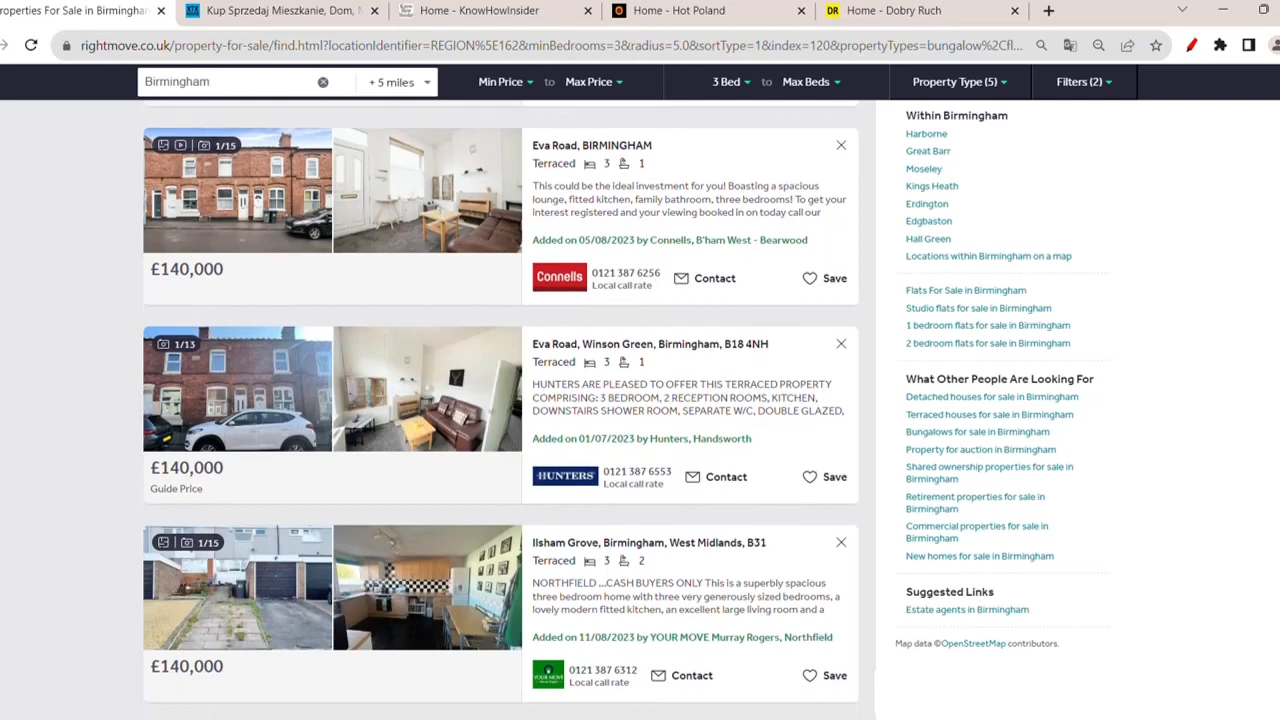 roperties For Sale in Birmingha
Kup Sprzedaj Mieszkanie, Dom, M
Home - KnowHowInsider
Home - Hot Poland
DR
Home - Dobry Ruch
rightmove.co.uk/property-for-sale/find.html?locationIdentifier=REGION%5E162&minBedrooms=3&radius=5.0&sortType=1&index=120&propertyTypes=bungalow%2Cfl...
Birmingham
+ 5 miles
Min Price
to
Max Price
3 Bed
to
Max Beds
Property Type (5)
Filters (2)
1/15
£140,000
Eva Road, BIRMINGHAM
Terraced 3 1
This could be the ideal investment for you! Boasting a spacious
lounge, fitted kitchen, family bathroom, three bedrooms! To get your
interest registered and your viewing booked in on today call our
Added on 05/08/2023 by Connells, B'ham West - Bearwood
Connells
0121 387 6256
Local call rate
Contact
Save
1/13
£140,000
Guide Price
Eva Road, Winson Green, Birmingham, B18 4NH
Terraced 3 1
HUNTERS ARE PLEASED TO OFFER THIS TERRACED PROPERTY
COMPRISING: 3 BEDROOM, 2 RECEPTION ROOMS, KITCHEN,
DOWNSTAIRS SHOWER ROOM, SEPARATE W/C, DOUBLE GLAZED,
Added on 01/07/2023 by Hunters, Handsworth
HUNTERS
0121 387 6553
Local call rate
Contact
Save
1/15
£140,000
Ilsham Grove, Birmingham, West Midlands, B31
Terraced 3 2
NORTHFIELD ...CASH BUYERS ONLY This is a superbly spacious
three bedroom home with three very generously sized bedrooms, a
lovely modern fitted kitchen, an excellent large living room and a
Added on 11/08/2023 by YOUR MOVE Murray Rogers, Northfield
YOUR MOVE
0121 387 6312
Local call rate
Contact
Save
Within Birmingham
Harborne
Great Barr
Moseley
Kings Heath
Erdington
Edgbaston
Hall Green
Locations within Birmingham on a map
Flats For Sale in Birmingham
Studio flats for sale in Birmingham
1 bedroom flats for sale in Birmingham
2 bedroom flats for sale in Birmingham
What Other People Are Looking For
Detached houses for sale in Birmingham
Terraced houses for sale in Birmingham
Bungalows for sale in Birmingham
Property for auction in Birmingham
Shared ownership properties for sale in
Birmingham
Retirement properties for sale in
Birmingham
Commercial properties for sale in
Birmingham
New homes for sale in Birmingham
Suggested Links
Estate agents in Birmingham
Map data ©OpenStreetMap contributors.